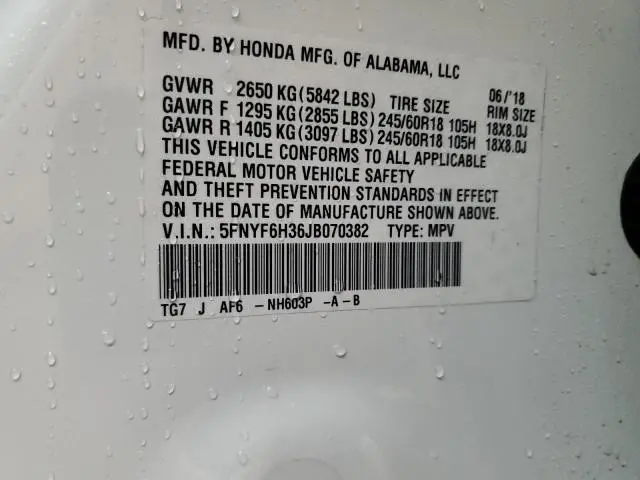 MFD. BY HONDA MFG. OF ALABAMA, LLC
GVWR 2650 KG(5842 LBS) TIRE SIZE 06/'18 RIM SIZE
GAWR F 1295 KG(2855 LBS) 245/60R18 105H 18X8.0J
GAWR R 1405 KG(3097 LBS) 245/60R18 105H 18X8.0J
THIS VEHICLE CONFORMS TO ALL APPLICABLE
FEDERAL MOTOR VEHICLE SAFETY
AND THEFT PREVENTION STANDARDS IN EFFECT
ON THE DATE OF MANUFACTURE SHOWN ABOVE.
V.I.N.: 5FNYF6H36JB070382 TYPE: MPV
TG7 J AF6 -NH603P -A-B